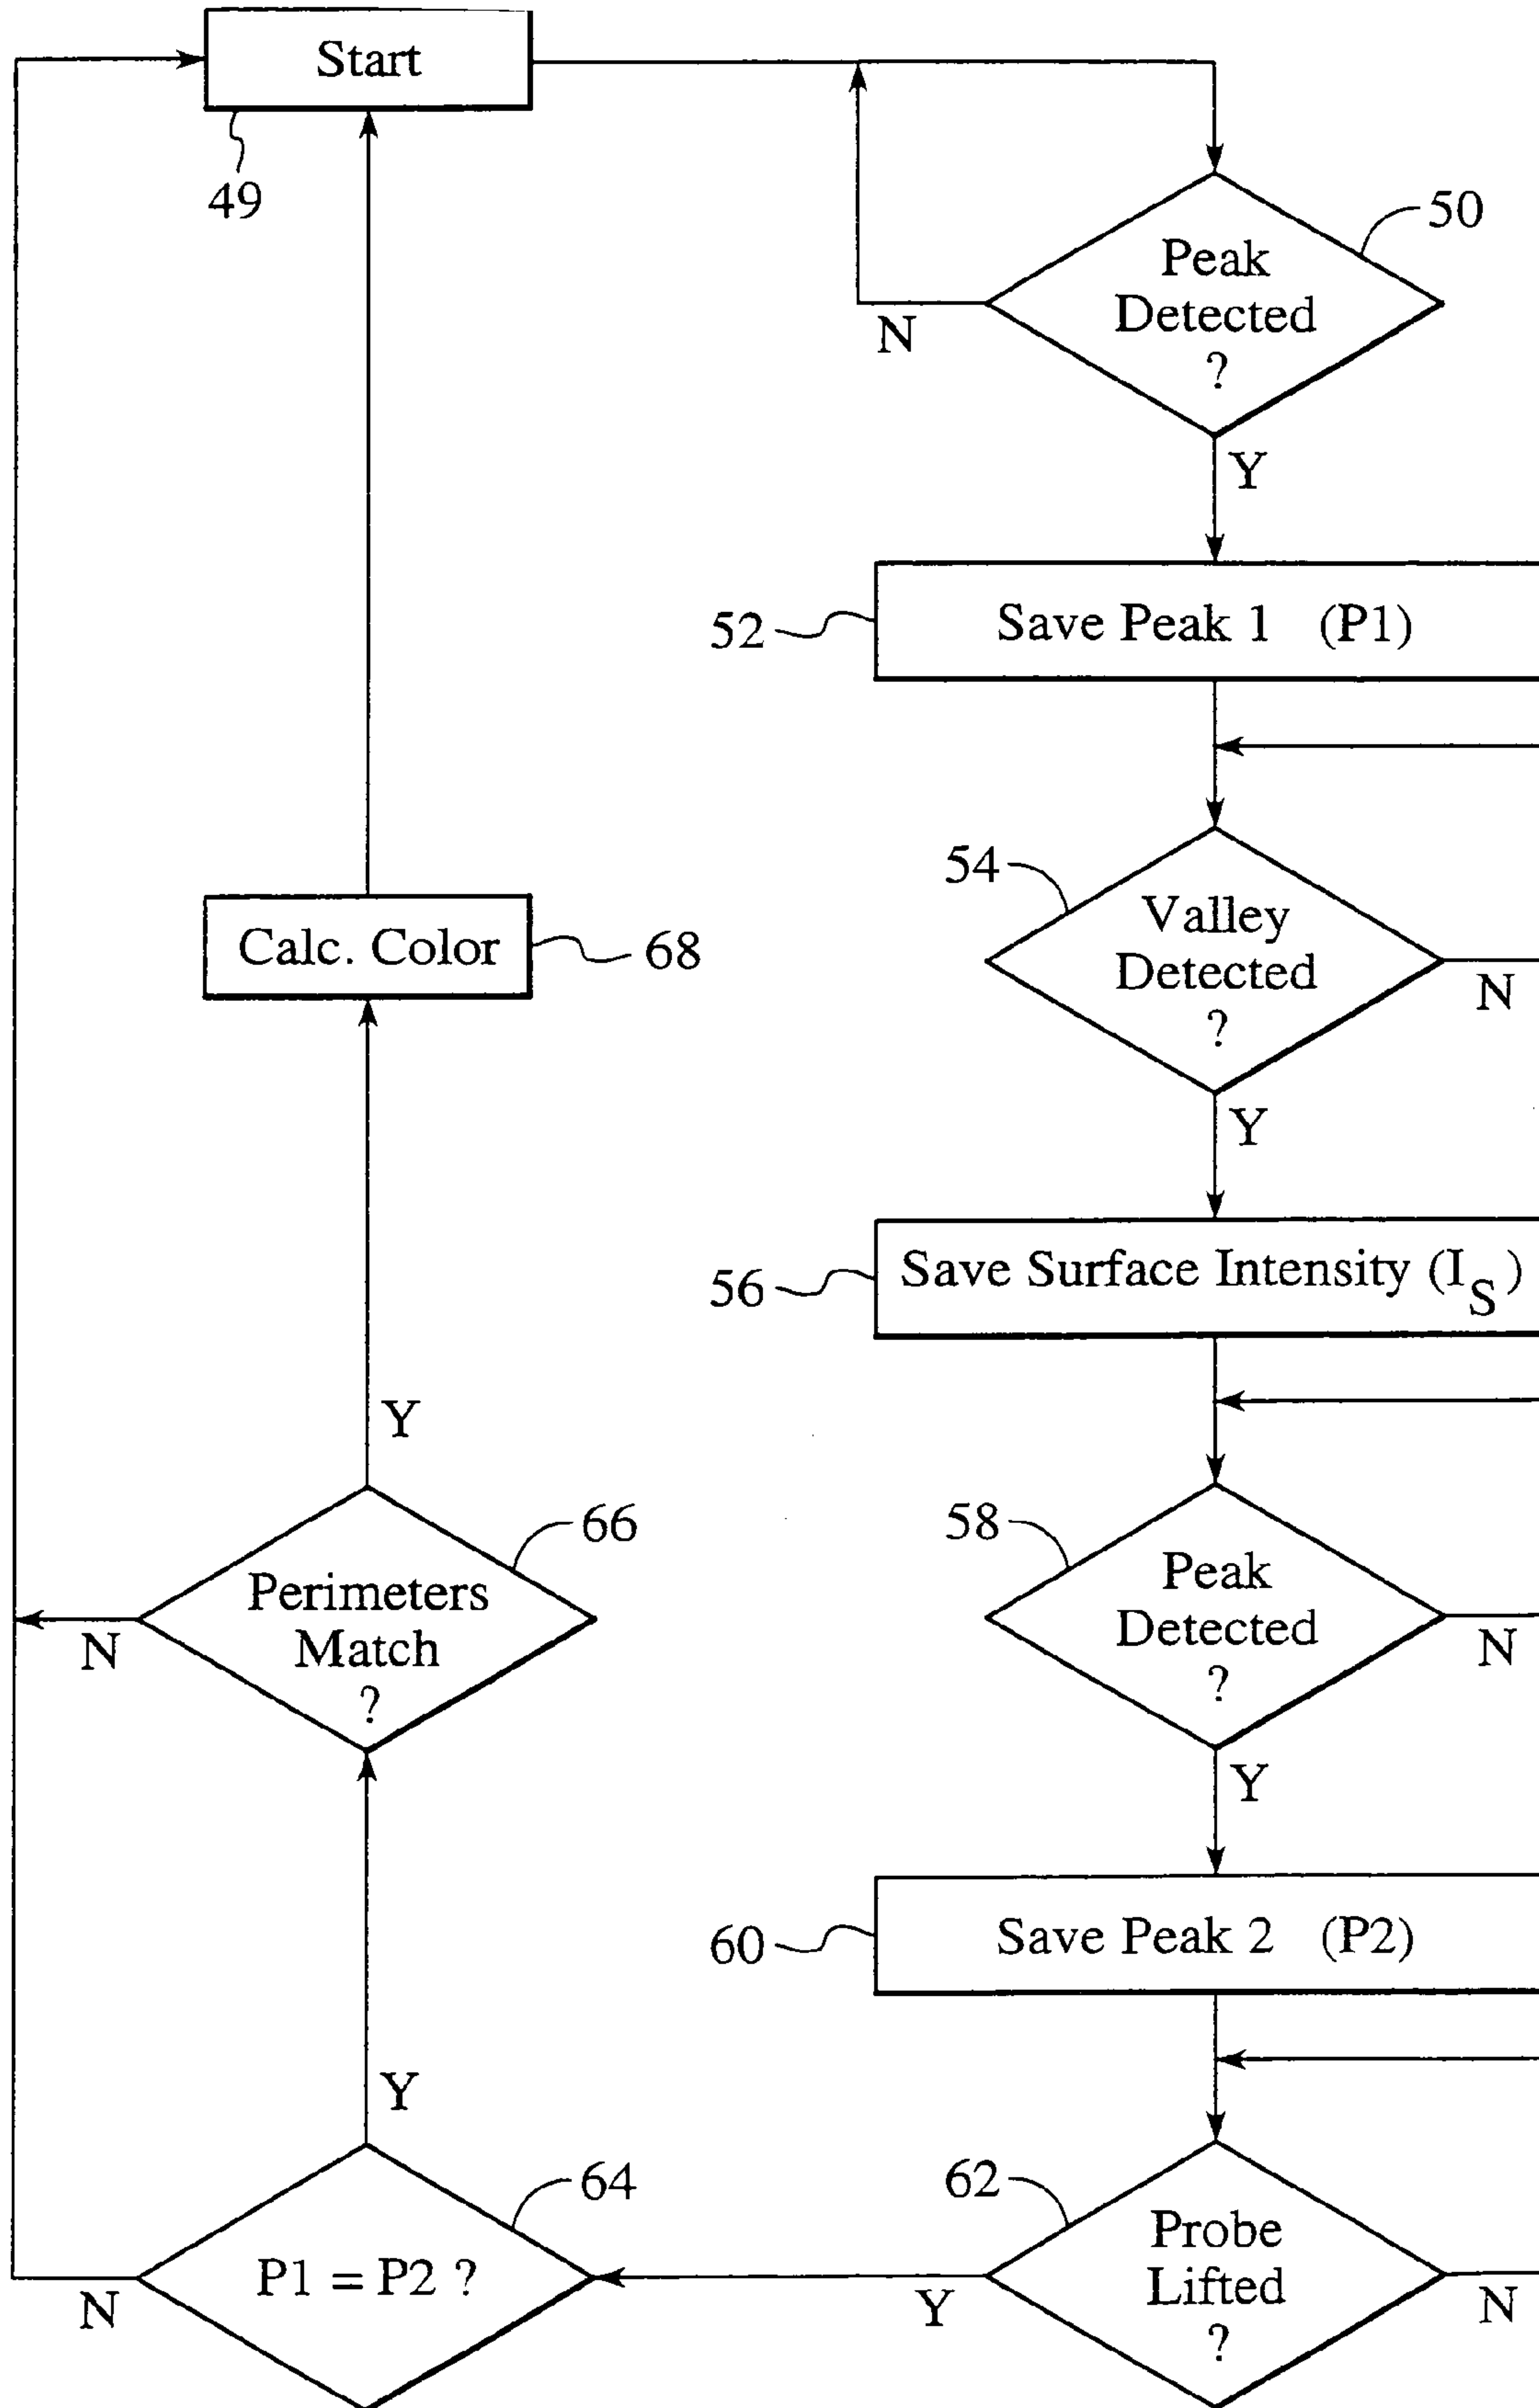 Start
49
Peak
Detected
?
50
N
Y
52
Save Peak 1 (P1)
54
Valley
Detected
?
N
Y
56
Save Surface Intensity (I_S)
58
Peak
Detected
?
N
Y
60
Save Peak 2 (P2)
62
Probe
Lifted
?
N
Y
64
P1 = P2 ?
N
Y
66
Perimeters
Match
?
N
Y
Calc. Color
68